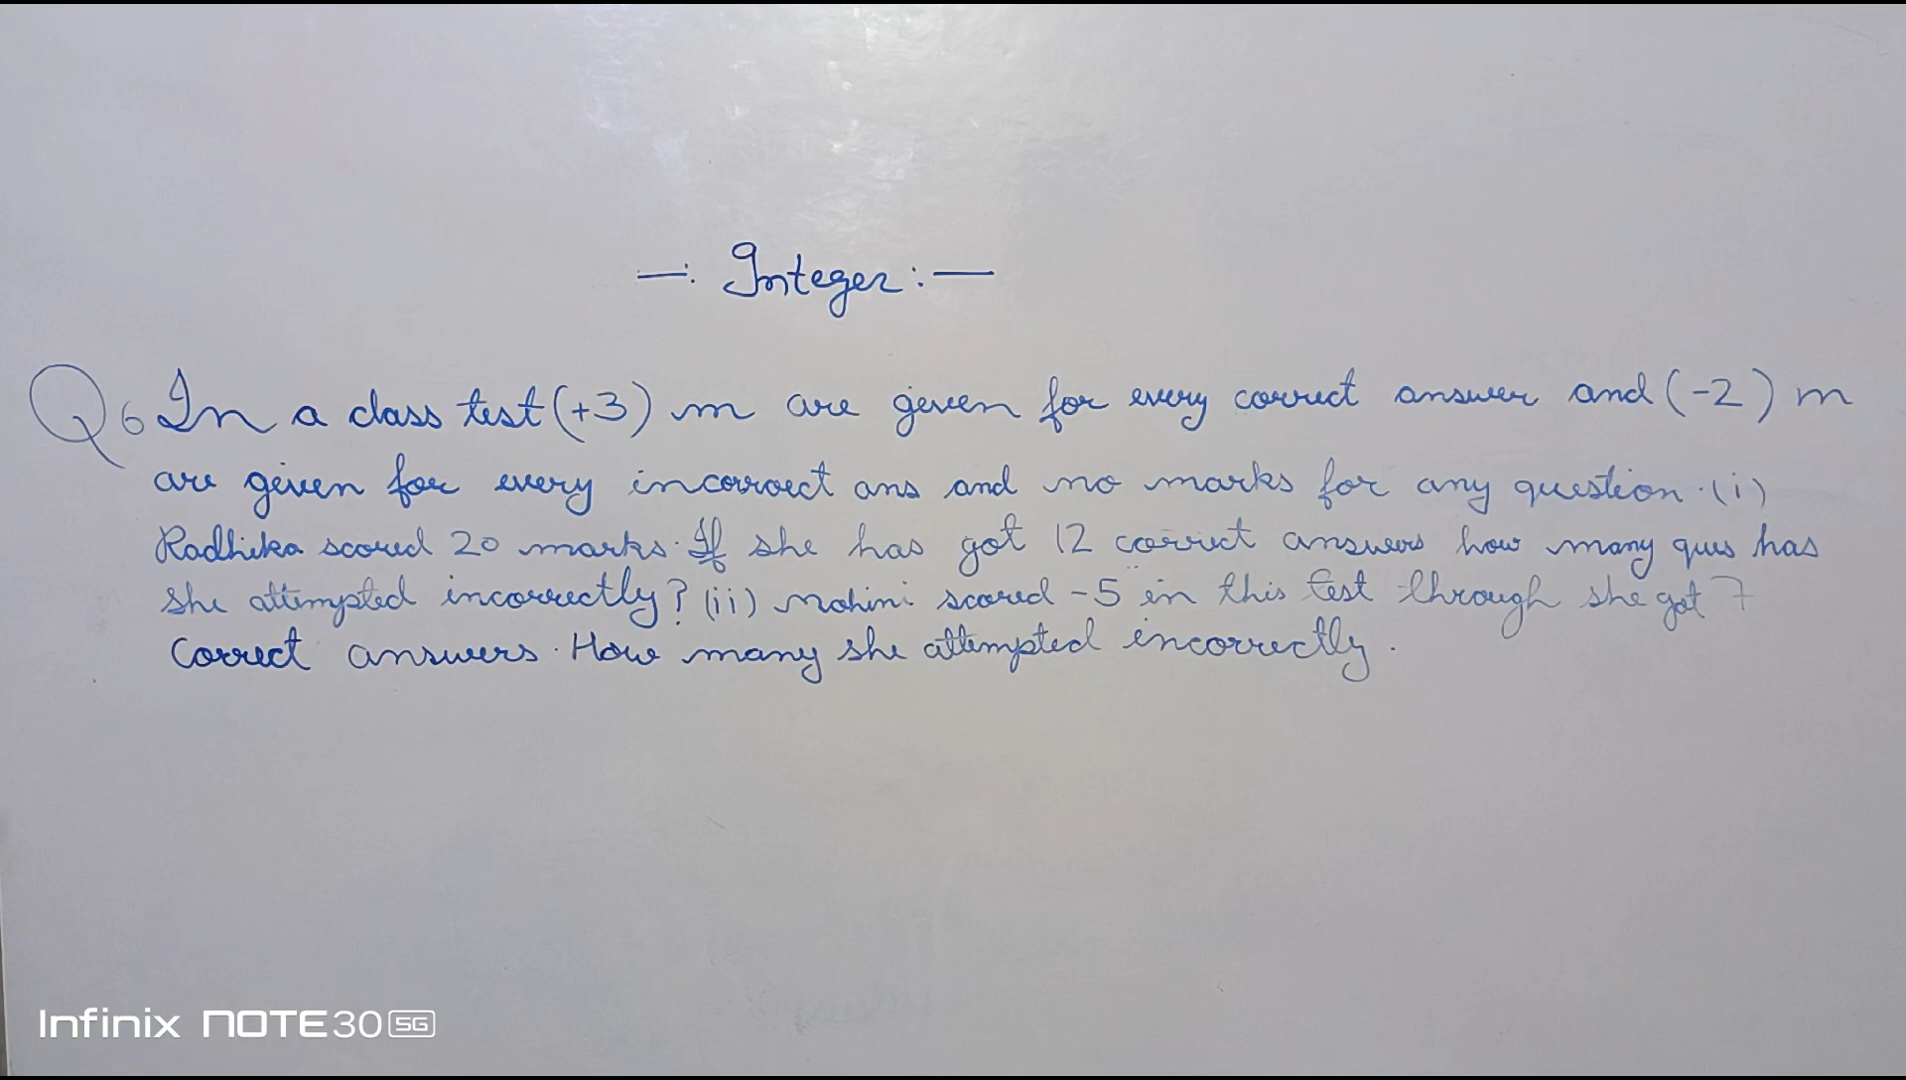 —: Integer :—
Q6 In a class test (+3) m are given for every correct answer and (-2) m
are given for every incorroect ans and no marks for any question. (i)
Radhika scored 20 marks. If she has got 12 correct answers how many ques has
she attempted incorrectly? (ii) Mohini scored -5 in this test through she got 7
correct answers. How many she attempted incorrectly.
Infinix NOTE 30 5G